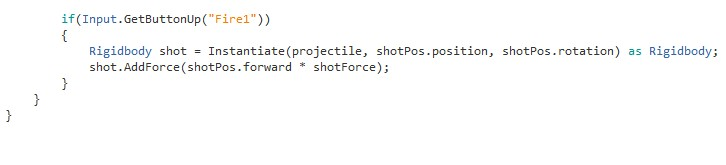 if(Input.GetButtonUp("Fire1"))
{
Rigidbody shot = Instantiate(projectile, shotPos.position, shotPos.rotation) as Rigidbody;
shot.AddForce(shotPos.forward * shotForce);
}
}
}